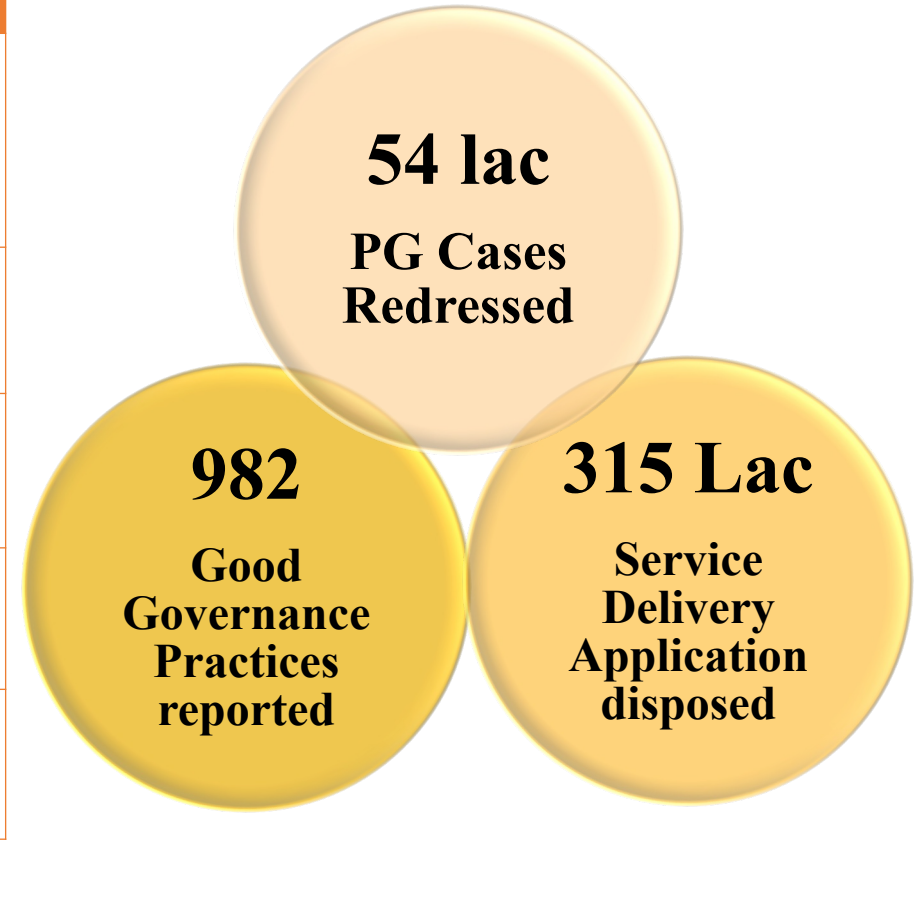 54 lac
PG Cases
Redressed
982
Good
Governance
Practices
reported
315 Lac
Service
Delivery
Application
disposed